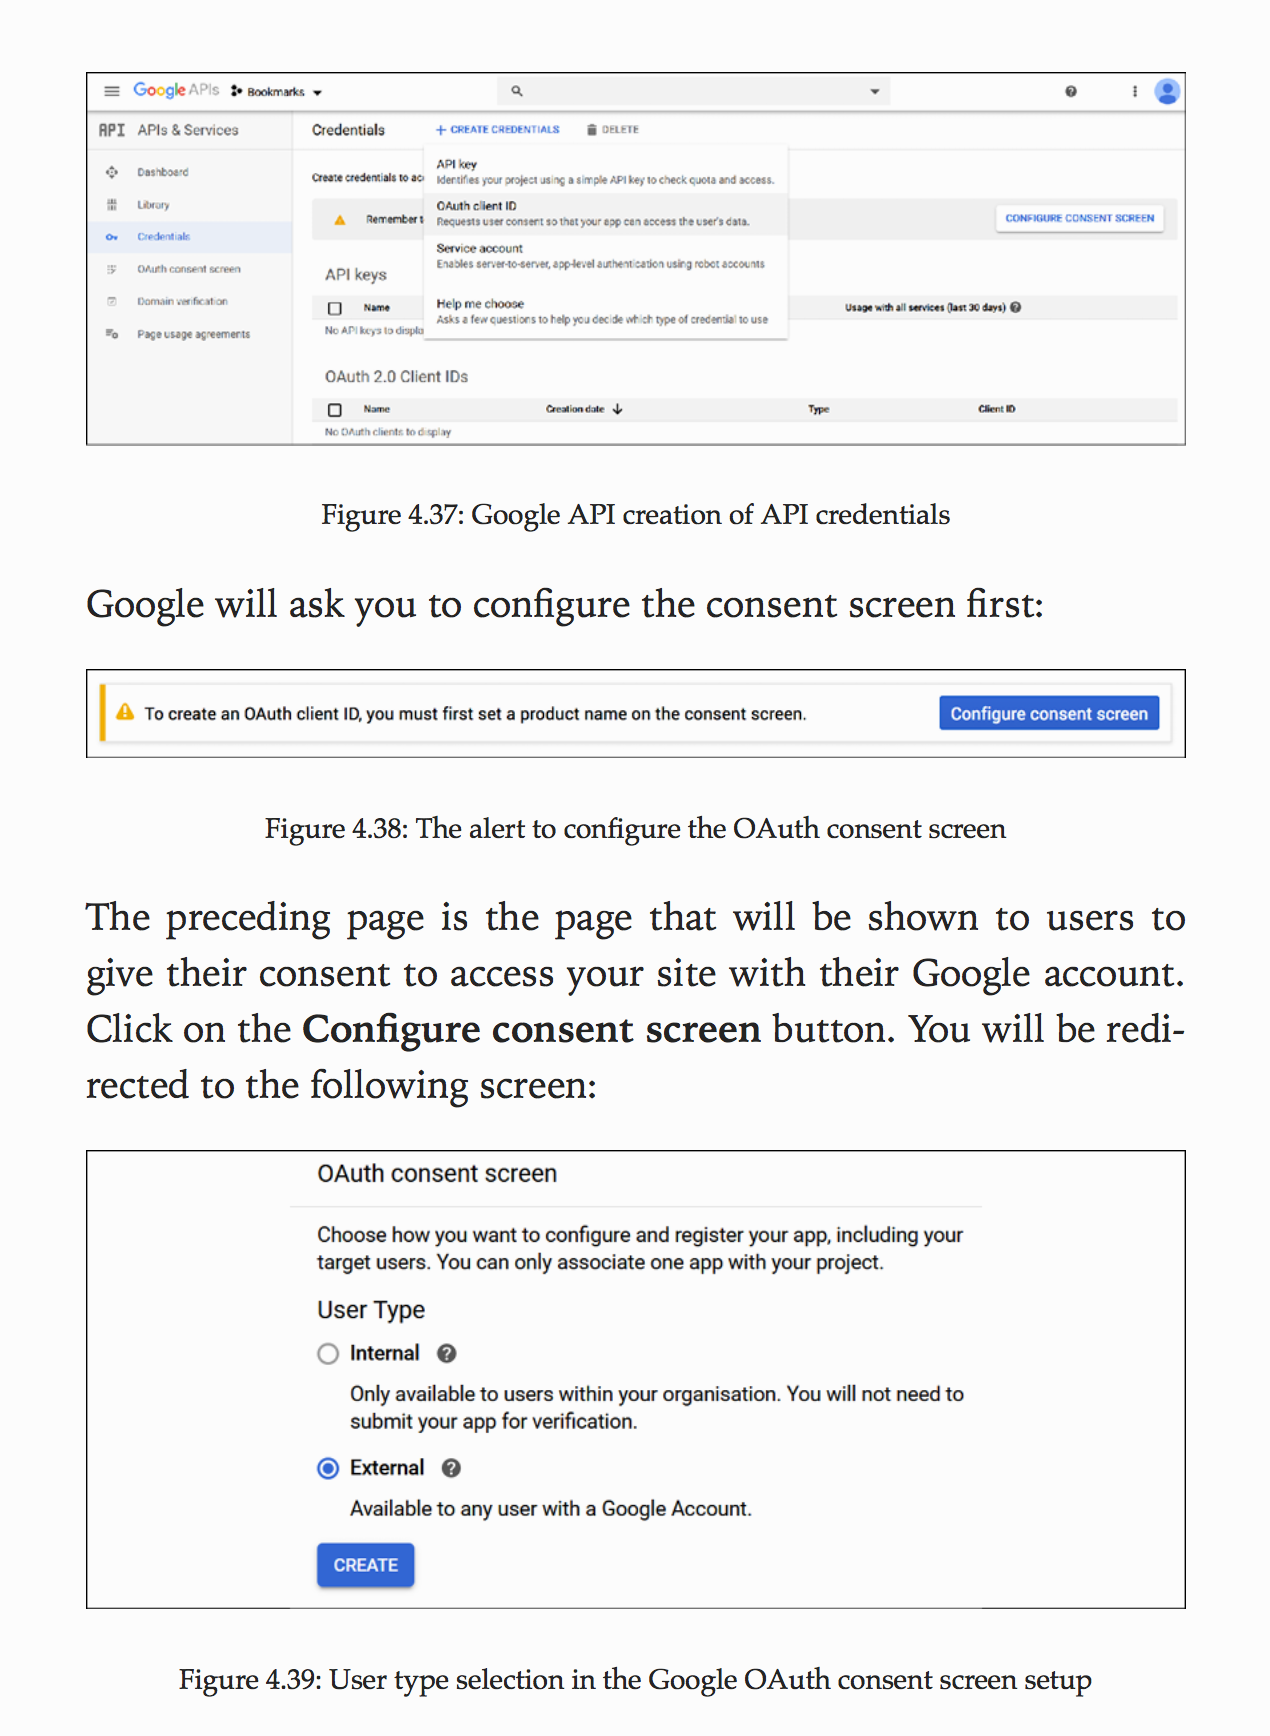 Google APIs Bookmarks
API APIs & Services Credentials + CREATE CREDENTIALS DELETE
Dashboard
Library
Credentials
OAuth consent screen
Domain verification
Page usage agreements
Create credentials to ac
Remember t
CONFIGURE CONSENT SCREEN
API key
Identifies your project using a simple API key to check quota and access.
OAuth client ID
Requests user consent so that your app can access the user's data.
Service account
Enables server-to-server, app-level authentication using robot accounts
Help me choose
Asks a few questions to help you decide which type of credential to use
API keys
Name Usage with all services (last 30 days)
No API keys to displa
OAuth 2.0 Client IDs
Name Creation date Type Client ID
No OAuth clients to display
Figure 4.37: Google API creation of API credentials
Google will ask you to configure the consent screen first:
To create an OAuth client ID, you must first set a product name on the consent screen. Configure consent screen
Figure 4.38: The alert to configure the OAuth consent screen
The preceding page is the page that will be shown to users to
give their consent to access your site with their Google account.
Click on the Configure consent screen button. You will be redi-
rected to the following screen:
OAuth consent screen
Choose how you want to configure and register your app, including your
target users. You can only associate one app with your project.
User Type
Internal
Only available to users within your organisation. You will not need to
submit your app for verification.
External
Available to any user with a Google Account.
CREATE
Figure 4.39: User type selection in the Google OAuth consent screen setup